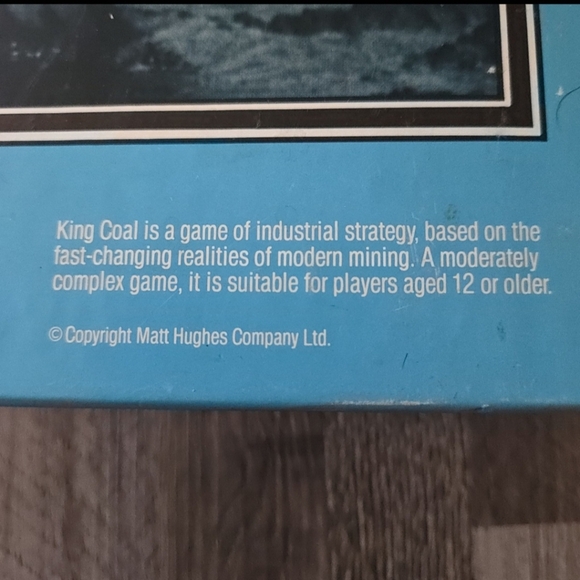 King Coal is a game of industrial strategy, based on the
fast-changing realities of modern mining. A moderately
complex game, it is suitable for players aged 12 or older.
© Copyright Matt Hughes Company Ltd.